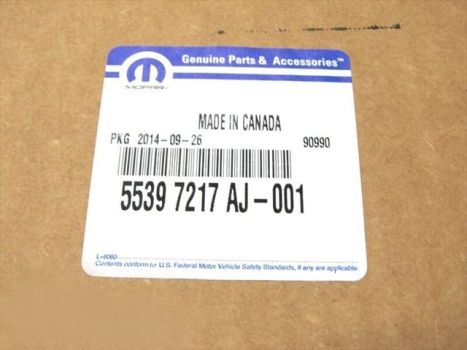 Genuine Parts & Accessories™
MOPAR
MADE IN CANADA
PKG 2014-09-26 90990
5539 7217 AJ-001
L-6060
Contents conform to U.S. Federal Motor Vehicle Safety Standards, if any are applicable.